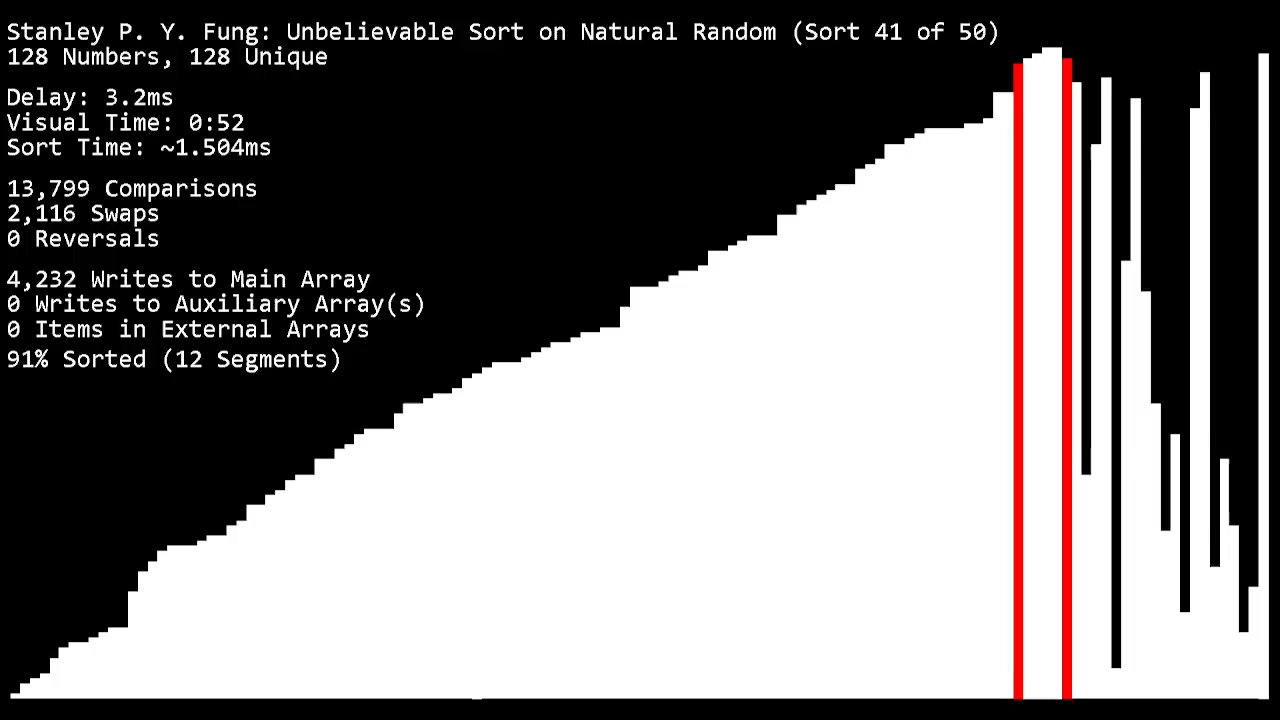 Stanley P. Y. Fung: Unbelievable Sort on Natural Random (Sort 41 of 50)
128 Numbers, 128 Unique
Delay: 3.2ms
Visual Time: 0:52
Sort Time: ~1.504ms
13,799 Comparisons
2,116 Swaps
0 Reversals
4,232 Writes to Main Array
0 Writes to Auxiliary Array(s)
0 Items in External Arrays
91% Sorted (12 Segments)